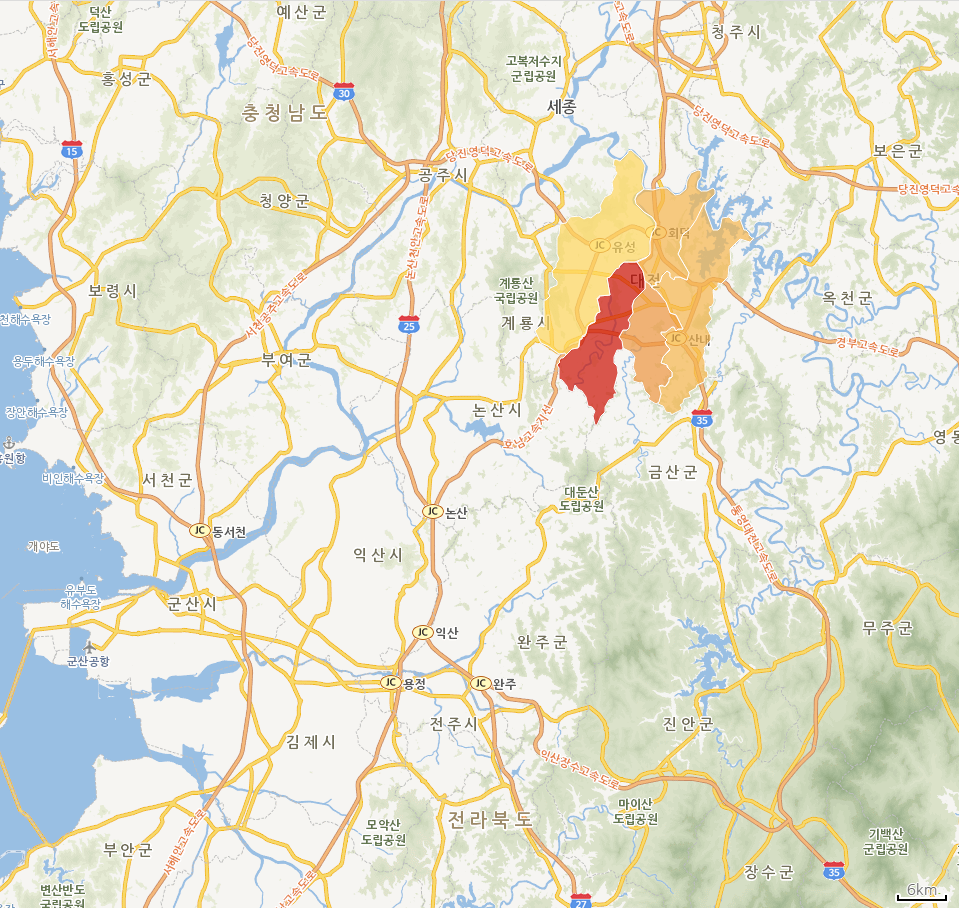 예산군
덕산
도립공원
서해안고속도로
당진영덕고속도로
청주시
홍성군
고복저수지
군립공원
30
세종
충청남도
당진영덕고속도로
15
당진영덕고속도로
보은군
공주시
당진영덕고속
청양군
논산천안고속도로
JC 회덕
JC 유성
대전
계룡산
국립공원
보령시
옥천군
천해수욕장
서천공주고속도로
계룡시
25
JC 산내
경부고속도로
용두해수욕장
부여군
장안해수욕장
논산시
호남고속지선
35
영동
홍원항
비인해수욕장
서천군
금산군
대둔산
도립공원
JC 논산
통영대전고속도로
JC 동서천
개야도
익산시
유부도
해수욕장
군산시
JC 익산
완주군
무주군
군산공항
JC 용정
JC 완주
전주시
진안군
김제시
익산장수고속도로
마이산
도립공원
전라북도
모악산
도립공원
기백산
군립공원
부안군
서해안고속도로
장수군
35
변산반도
국립공원
고속도로
27
6km